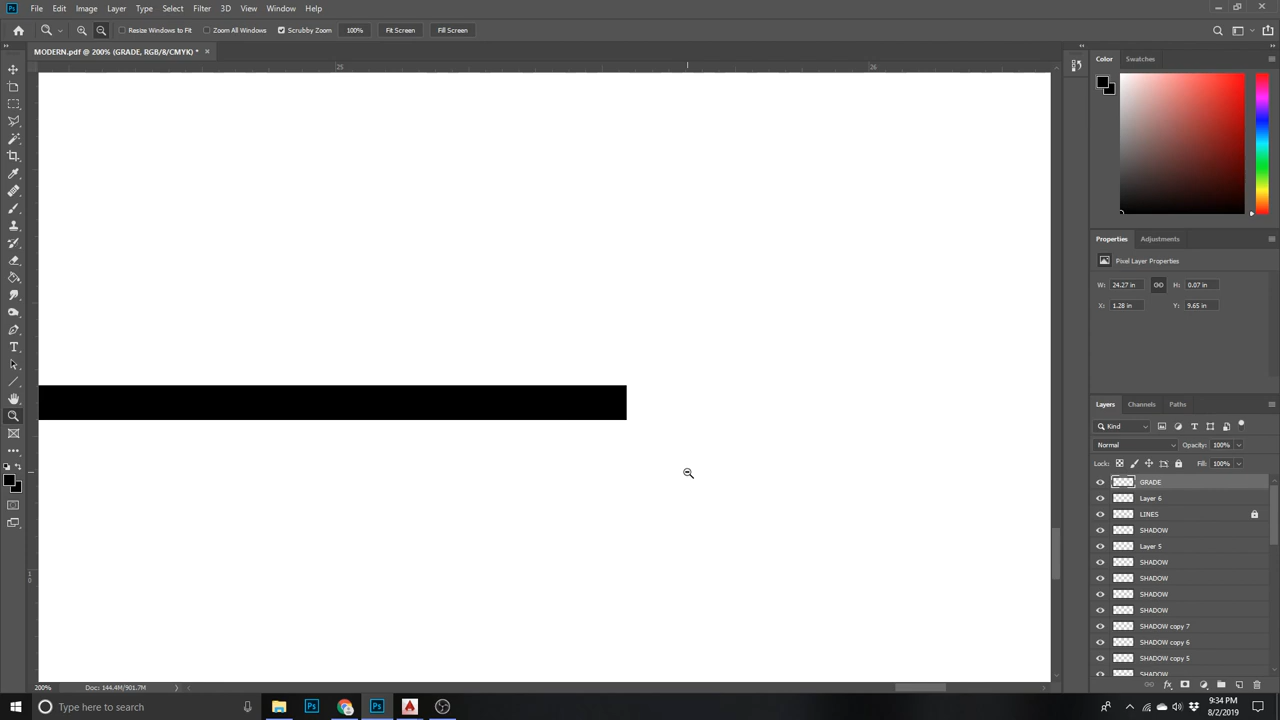 File Edit Image Layer Type Select Filter 3D View Window Help
Resize Windows to Fit Zoom All Windows Scrubby Zoom 100% Fit Screen Fill Screen
MODERN.pdf @ 200% (GRADE, RGB/8/CMYK) *
25 26
10
Color Swatches
Properties Adjustments
Pixel Layer Properties
W: 24.27 in H: 0.07 in
X: 1.28 in Y: 9.65 in
Layers Channels Paths
Kind
Normal Opacity: 100%
Lock: Fill: 100%
GRADE
Layer 6
LINES
SHADOW
Layer 5
SHADOW
SHADOW
SHADOW
SHADOW
SHADOW copy 7
SHADOW copy 6
SHADOW copy 5
SHADOW
200% Doc: 144.4M/901.7M
Type here to search
9:34 PM
8/2/2019